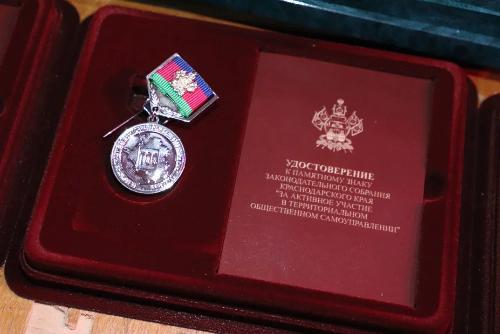 УДОСТОВЕРЕНИЕ
К ПАМЯТНОМУ ЗНАКУ
ЗАКОНОДАТЕЛЬНОГО СОБРАНИЯ
КРАСНОДАРСКОГО КРАЯ
"ЗА АКТИВНОЕ УЧАСТИЕ
В ТЕРРИТОРИАЛЬНОМ
ОБЩЕСТВЕННОМ САМОУПРАВЛЕНИИ"